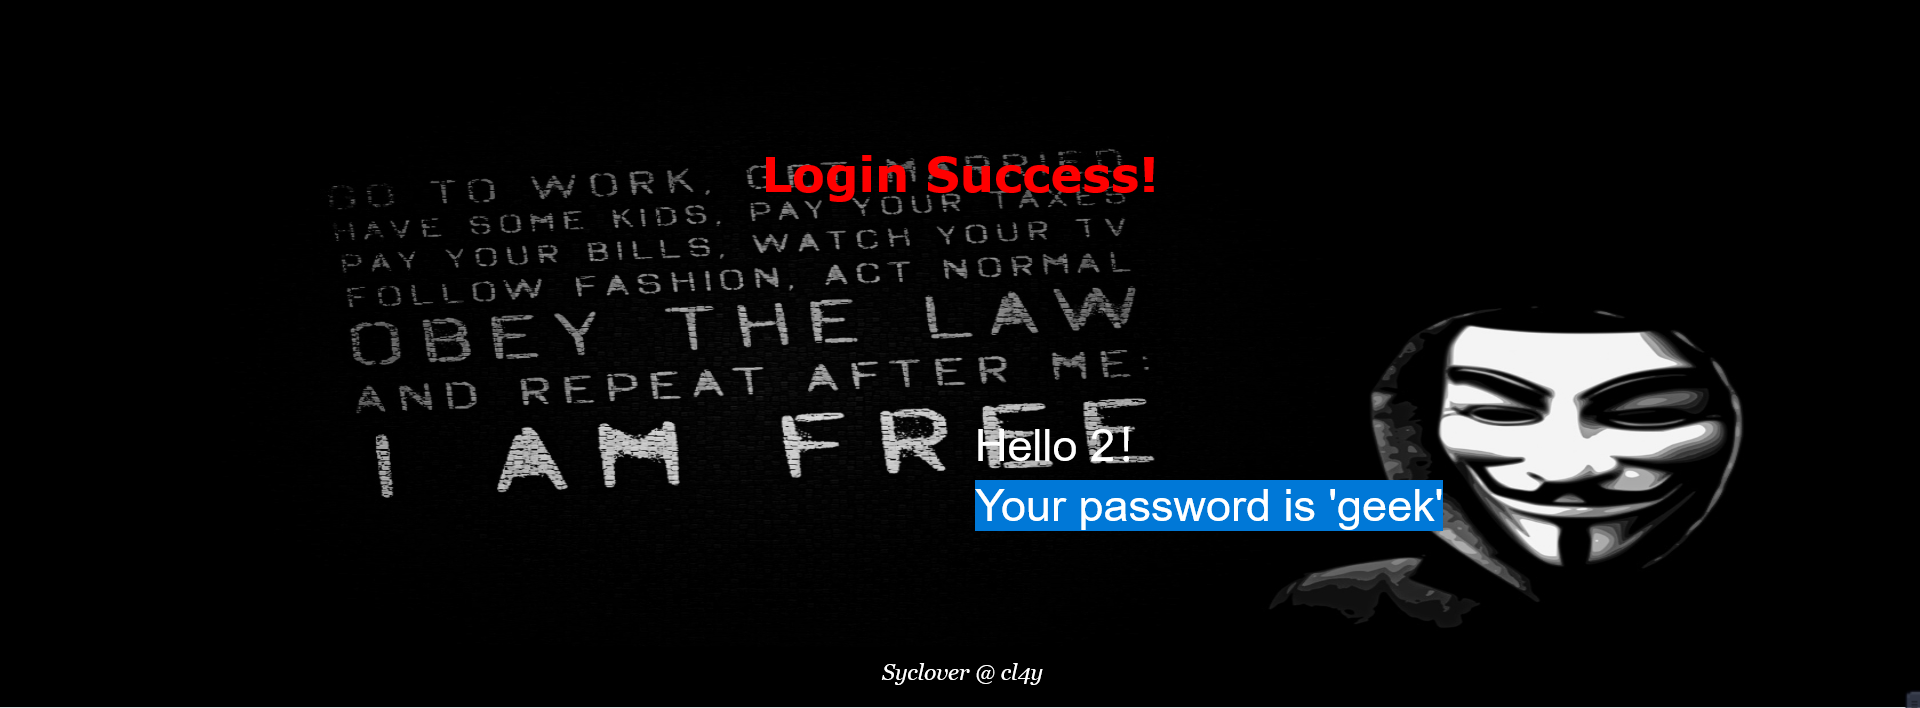 Login Success!
GO TO WORK, GET MARRIED
HAVE SOME KIDS, PAY YOUR TAXES
PAY YOUR BILLS, WATCH YOUR TV
FOLLOW FASHION, ACT NORMAL
OBEY THE LAW
AND REPEAT AFTER ME:
I AM FREE
Hello 2!
Your password is 'geek'
Syclover @ cl4y